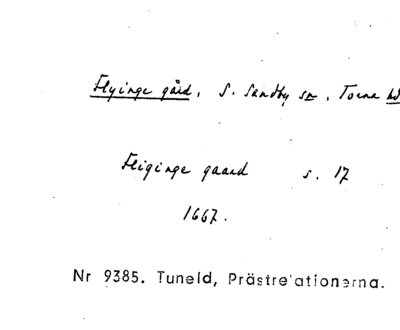 Flyinge gård, S. Sandby sn, Torna hd
Fliginge gaard s. 17
1667.
Nr 9385. Tuneld, Prästrelationerna.